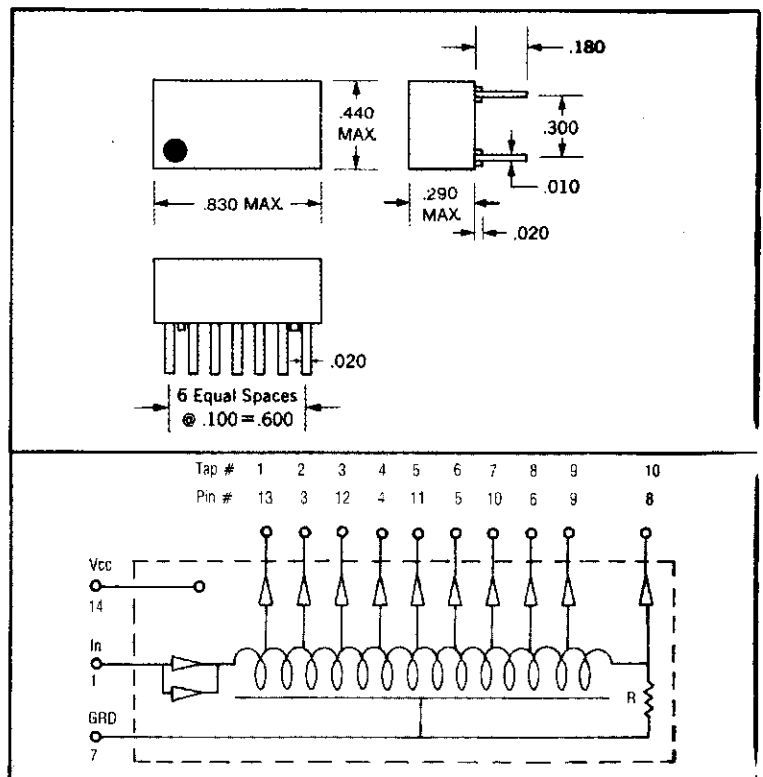 .180
.440
MAX.
.300
.830 MAX.
.290
MAX.
.010
.020
.020
6 Equal Spaces
@ .100=.600
Tap # 1 2 3 4 5 6 7 8 9 10
Pin # 13 3 12 4 11 5 10 6 9 8
Vcc
14
In
1
R
GRD
7